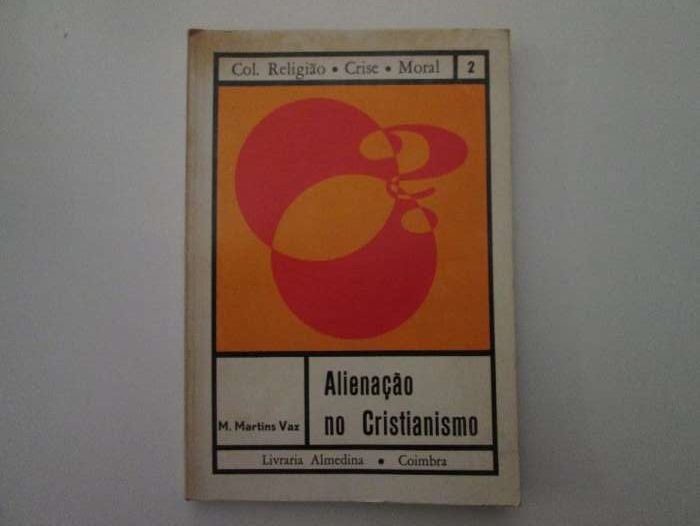 Col. Religião • Crise • Moral 2
Alienação
no Cristianismo
M. Martins Vaz
Livraria Almedina • Coimbra